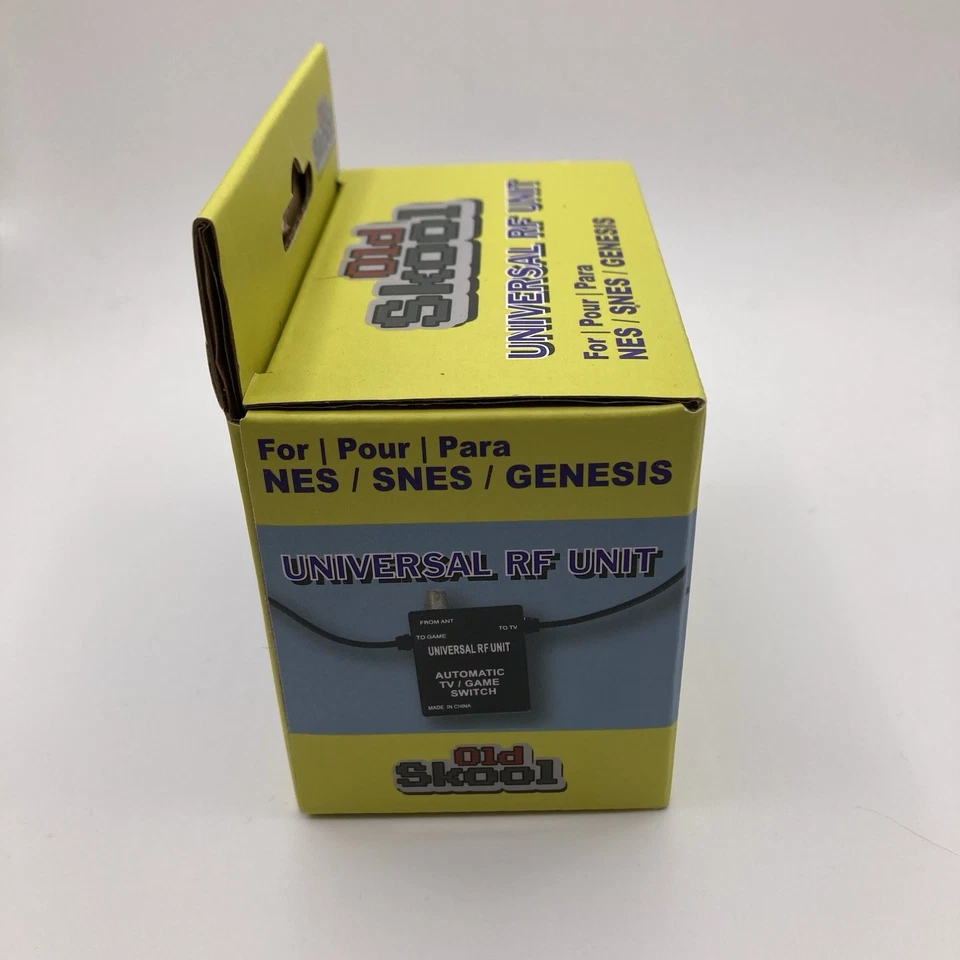 Old
Skool
UNIVERSAL RF UNIT
For | Pour | Para
NES / SNES / GENESIS
For | Pour | Para
NES / SNES / GENESIS
UNIVERSAL RF UNIT
FROM ANT
TO TV
TO GAME
UNIVERSAL RF UNIT
AUTOMATIC
TV / GAME
SWITCH
MADE IN CHINA
Old
Skool